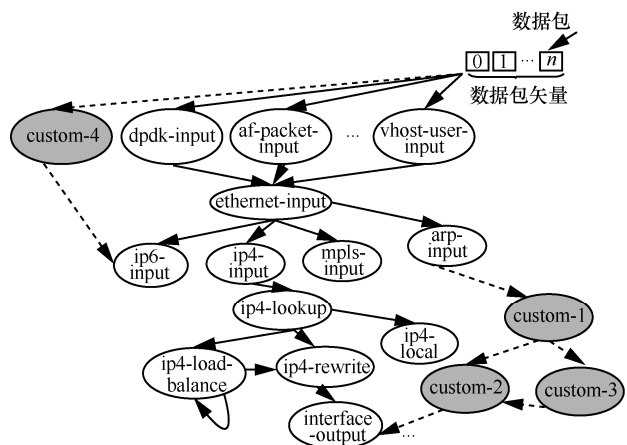 数据包
0 1 … n
数据包矢量
custom-4
dpdk-input
af-packet-
input
…
vhost-user-
input
ethernet-input
arp-
input
ip6-
input
ip4-
input
mpls-
input
ip4-lookup
custom-1
ip4-
local
ip4-load-
balance
ip4-rewrite
custom-2
custom-3
interface
-output
…